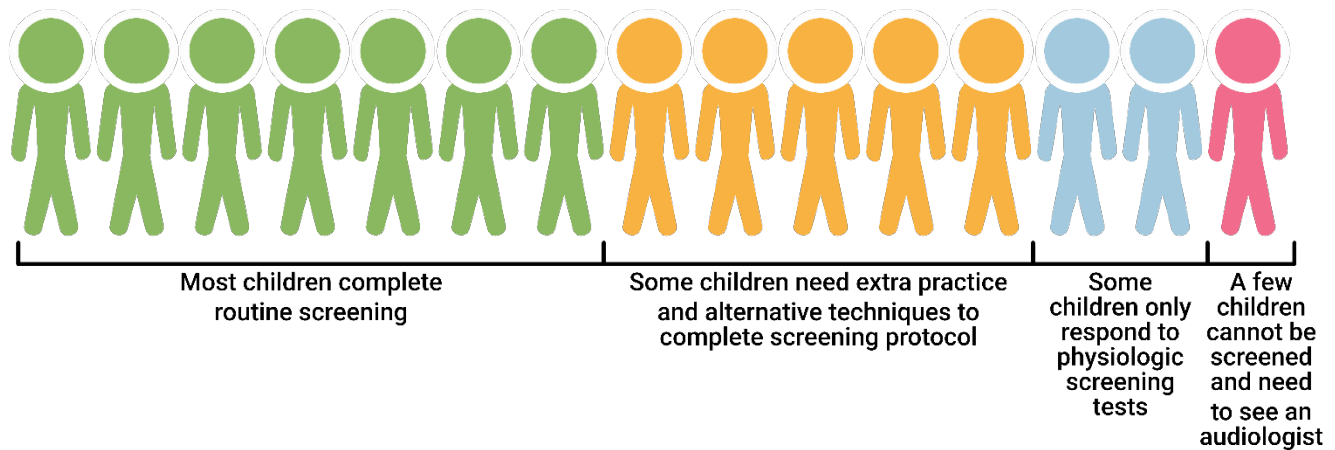 Most children complete
routine screening
Some children need extra practice
and alternative techniques to
complete screening protocol
Some
children only
respond to
physiologic
screening
tests
A few
children
cannot be
screened
and need
to see an
audiologist